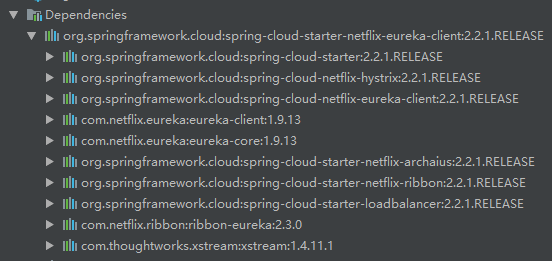 Dependencies
org.springframework.cloud:spring-cloud-starter-netflix-eureka-client:2.2.1.RELEASE
org.springframework.cloud:spring-cloud-starter:2.2.1.RELEASE
org.springframework.cloud:spring-cloud-netflix-hystrix:2.2.1.RELEASE
org.springframework.cloud:spring-cloud-netflix-eureka-client:2.2.1.RELEASE
com.netflix.eureka:eureka-client:1.9.13
com.netflix.eureka:eureka-core:1.9.13
org.springframework.cloud:spring-cloud-starter-netflix-archaius:2.2.1.RELEASE
org.springframework.cloud:spring-cloud-starter-netflix-ribbon:2.2.1.RELEASE
org.springframework.cloud:spring-cloud-starter-loadbalancer:2.2.1.RELEASE
com.netflix.ribbon:ribbon-eureka:2.3.0
com.thoughtworks.xstream:xstream:1.4.11.1